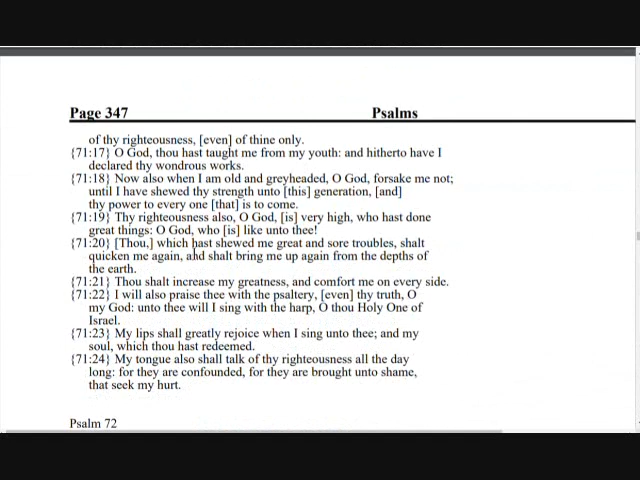 Page 347 Psalms
of thy righteousness, [even] of thine only.
{71:17} O God, thou hast taught me from my youth: and hitherto have I
declared thy wondrous works.
{71:18} Now also when I am old and greyheaded, O God, forsake me not;
until I have shewed thy strength unto [this] generation, [and]
thy power to every one [that] is to come.
{71:19} Thy righteousness also, O God, [is] very high, who hast done
great things: O God, who [is] like unto thee!
{71:20} [Thou,] which hast shewed me great and sore troubles, shalt
quicken me again, and shalt bring me up again from the depths of
the earth.
{71:21} Thou shalt increase my greatness, and comfort me on every side.
{71:22} I will also praise thee with the psaltery, [even] thy truth, O
my God: unto thee will I sing with the harp, O thou Holy One of
Israel.
{71:23} My lips shall greatly rejoice when I sing unto thee; and my
soul, which thou hast redeemed.
{71:24} My tongue also shall talk of thy righteousness all the day
long: for they are confounded, for they are brought unto shame,
that seek my hurt.
Psalm 72